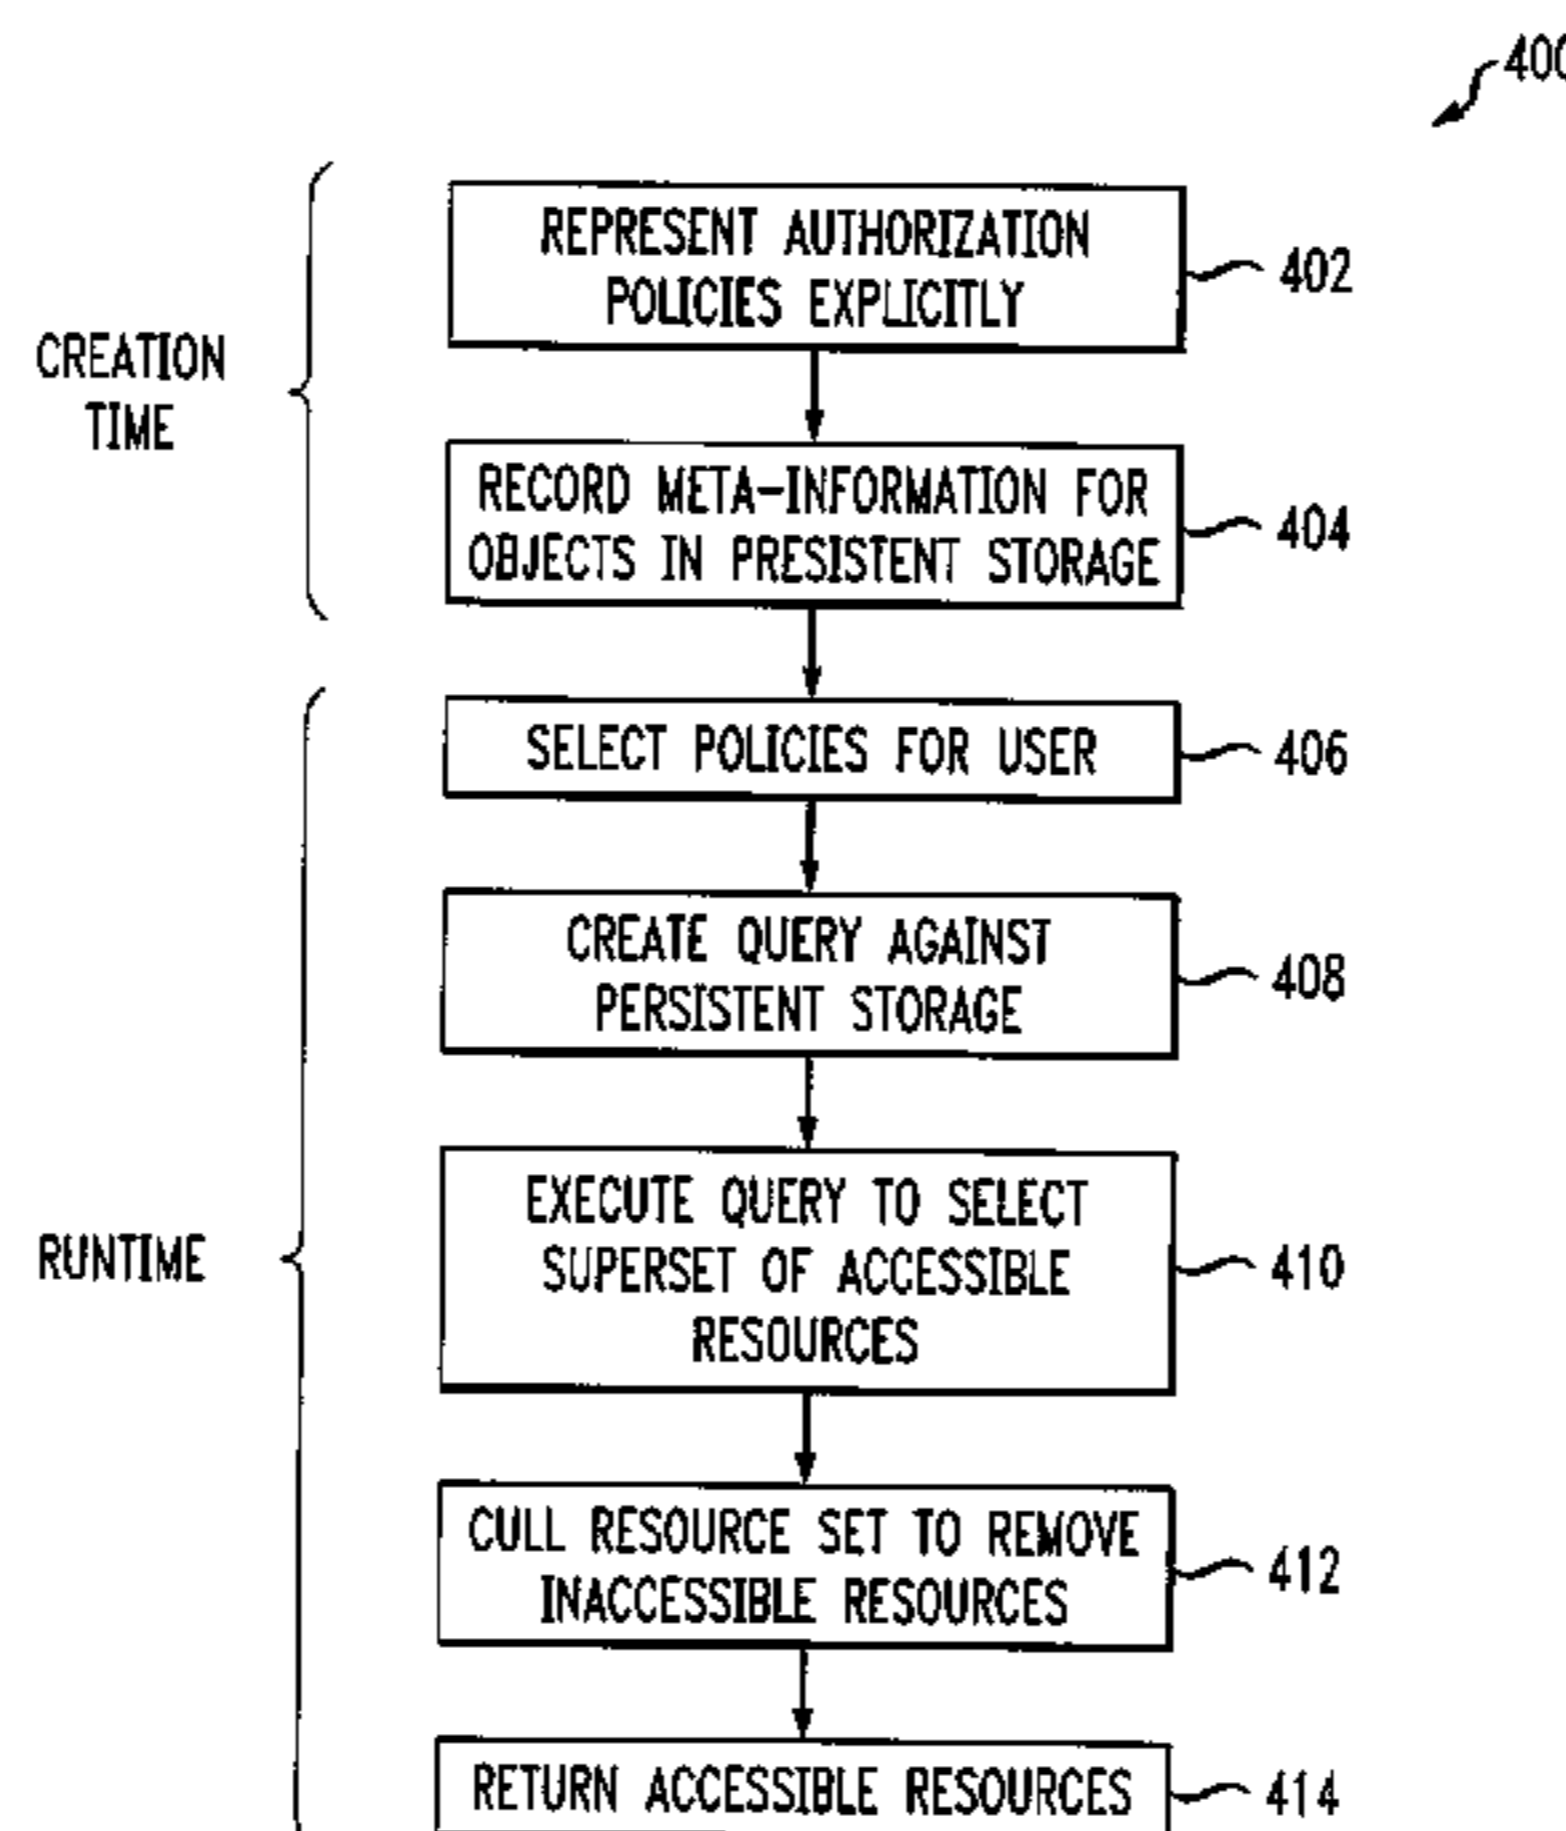 400
REPRESENT AUTHORIZATION
POLICIES EXPLICITLY
402
CREATION
TIME
RECORD META-INFORMATION FOR
OBJECTS IN PRESISTENT STORAGE
404
SELECT POLICIES FOR USER
406
CREATE QUERY AGAINST
PERSISTENT STORAGE
408
RUNTIME
EXECUTE QUERY TO SELECT
SUPERSET OF ACCESSIBLE
RESOURCES
410
CULL RESOURCE SET TO REMOVE
INACCESSIBLE RESOURCES
412
RETURN ACCESSIBLE RESOURCES
414